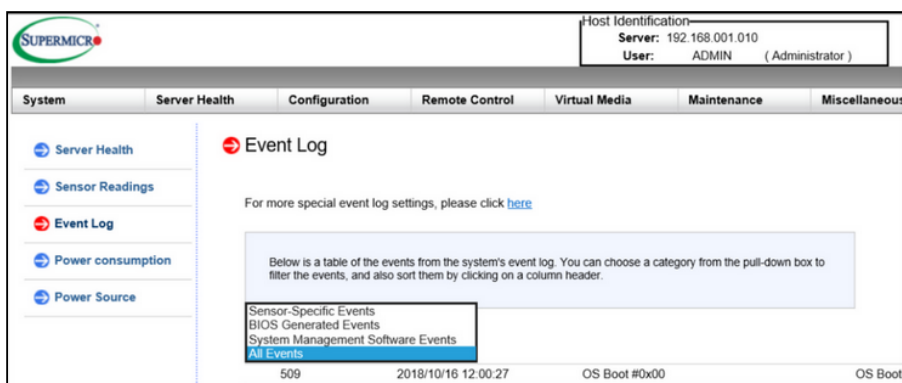 SUPERMICRO
Host Identification
Server: 192.168.001.010
User: ADMIN ( Administrator )
System Server Health Configuration Remote Control Virtual Media Maintenance Miscellaneous
Server Health
Sensor Readings
Event Log
Power consumption
Power Source
Event Log
For more special event log settings, please click here
Below is a table of the events from the system's event log. You can choose a category from the pull-down box to
filter the events, and also sort them by clicking on a column header.
Sensor-Specific Events
BIOS Generated Events
System Management Software Events
All Events
509 2018/10/16 12:00:27 OS Boot #0x00 OS Boot